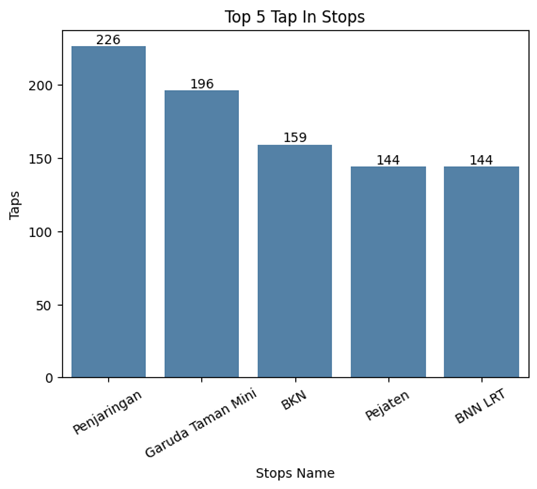 Top 5 Tap In Stops
226
196
159
144
144
Taps
200
150
100
50
0
Penjaringan
Garuda Taman Mini
BKN
Pejaten
BNN LRT
Stops Name